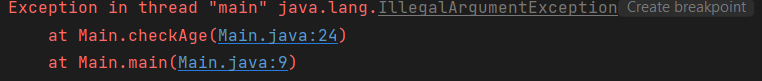 Exception in thread "main" java.lang.IllegalArgumentException Create breakpoint
at Main.checkAge(Main.java:24)
at Main.main(Main.java:9)